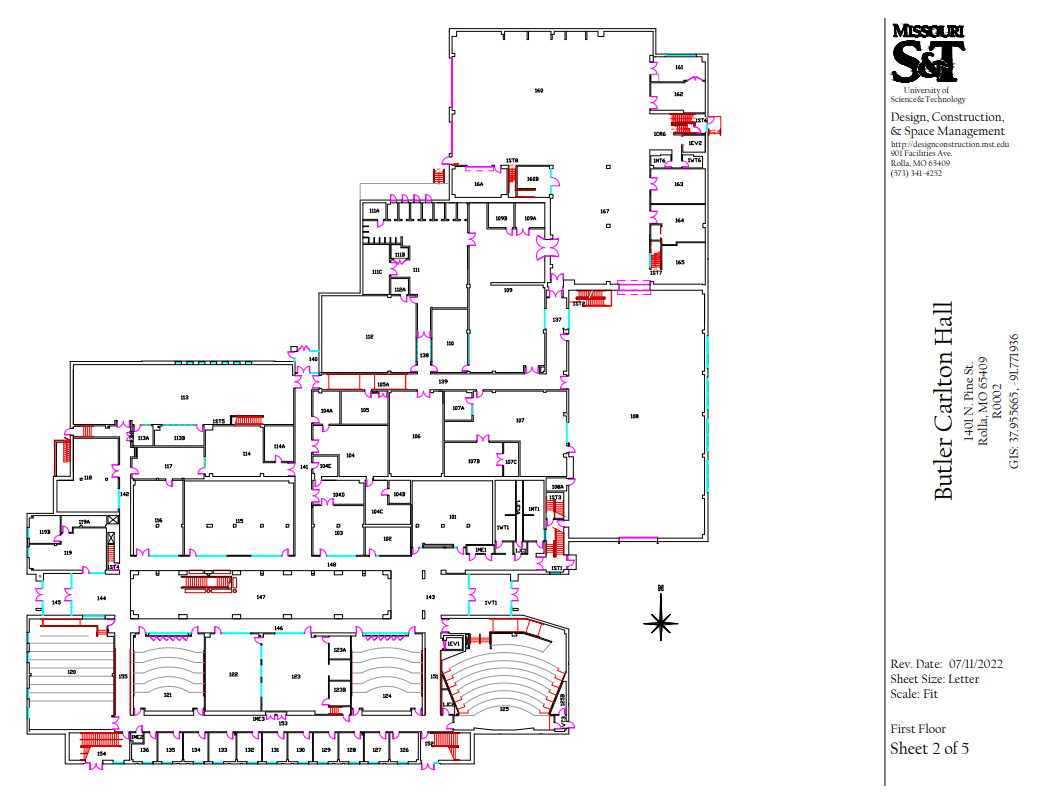 160
161
162
1ST6
1CR6
1EV2
1MT6
1WT6
1ST8
16A
160B
163
111A
109B
109A
167
164
111B
111C
111
165
1ST7
112A
109
1ST2
137
112
110
138
140
105A
139
113
108
104A
105
107A
107
1ST5
106
113A
113B
114
114A
104
107B
107C
117
141
104E
118
142
104D
104B
108A
1ST3
104C
1WT1
1MT1
116
115
101
119A
119B
103
102
119
1ME1
1JC1
1ST4
148
1ST1
145
144
147
143
1VT1
146
1EV1
123A
120
155
122
123
151
121
123B
124
125
125B
1ME3
153
1ME2
154
136
135
134
133
132
131
130
129
128
127
126
152
N
MISSOURI
S&T
University of
Science & Technology
Design, Construction,
& Space Management
http://designconstruction.mst.edu
901 Facilities Ave.
Rolla, MO 65409
(573) 341-4252
Butler Carlton Hall
1401 N. Pine St.
Rolla, MO 65409
R0002
GIS: 37.955665, -91.771936
Rev. Date: 07/11/2022
Sheet Size: Letter
Scale: Fit
First Floor
Sheet 2 of 5